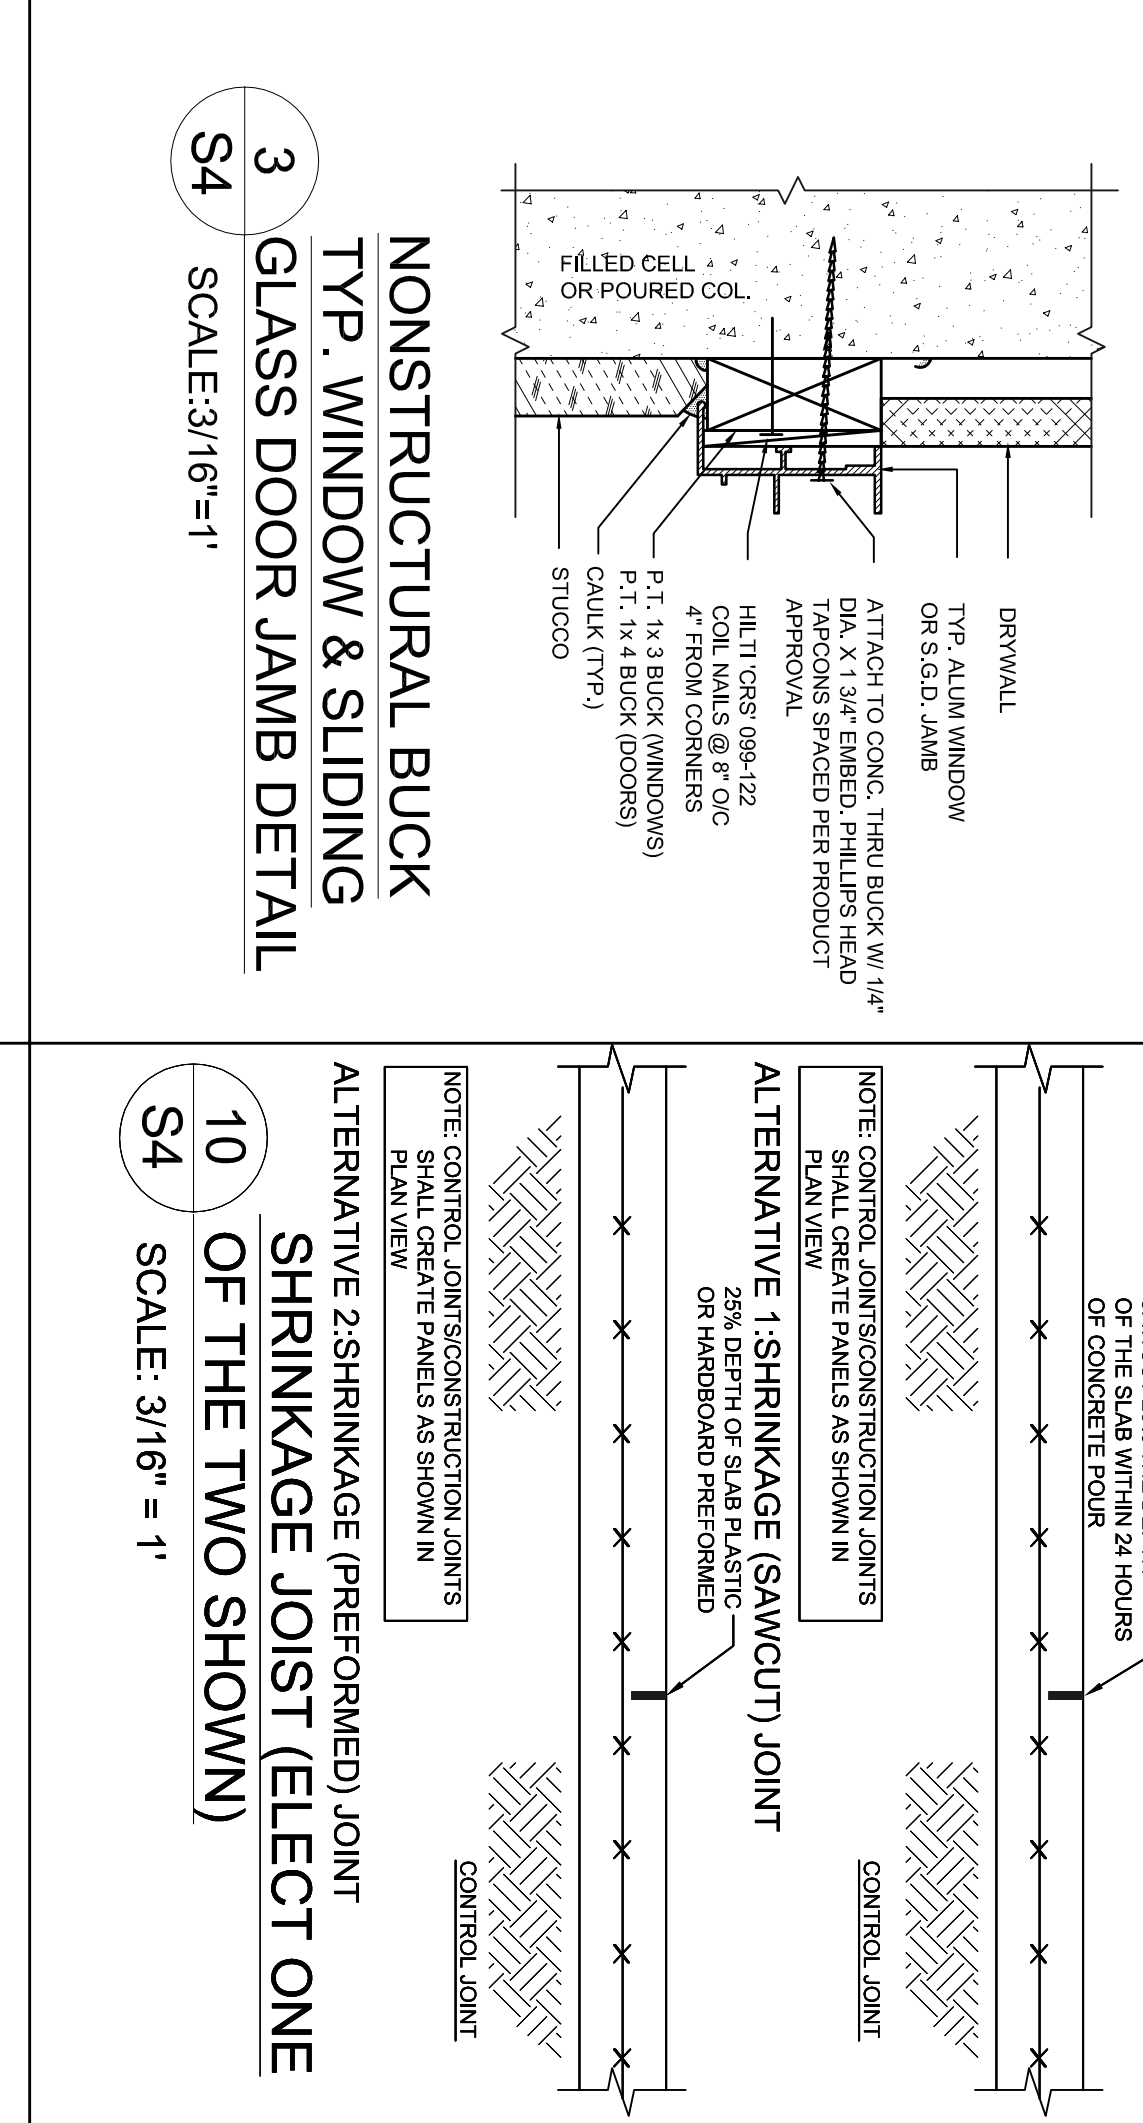 FILLED CELL
OR POURED COL.
DRYWALL
TYP. ALUM WINDOW
OR S.G.D. JAMB
ATTACH TO CONC. THRU BUCK W/ 1/4"
DIA. X 1 3/4" EMBED. PHILLIPS HEAD
TAPCONS SPACED PER PRODUCT
APPROVAL
HILTI 'CRS' 099-122
COIL NAILS @ 8" O/C
4" FROM CORNERS
P.T. 1x 3 BUCK (WINDOWS)
P.T. 1x 4 BUCK (DOORS)
CAULK (TYP.)
STUCCO
NONSTRUCTURAL BUCK
TYP. WINDOW & SLIDING
GLASS DOOR JAMB DETAIL
3
S4
SCALE:3/16"=1'
OF THE SLAB WITHIN 24 HOURS
OF CONCRETE POUR
CONTROL JOINT
NOTE: CONTROL JOINTS/CONSTRUCTION JOINTS
SHALL CREATE PANELS AS SHOWN IN
PLAN VIEW
ALTERNATIVE 1:SHRINKAGE (SAWCUT) JOINT
25% DEPTH OF SLAB PLASTIC
OR HARDBOARD PREFORMED
CONTROL JOINT
NOTE: CONTROL JOINTS/CONSTRUCTION JOINTS
SHALL CREATE PANELS AS SHOWN IN
PLAN VIEW
ALTERNATIVE 2:SHRINKAGE (PREFORMED) JOINT
SHRINKAGE JOIST (ELECT ONE
OF THE TWO SHOWN)
10
S4
SCALE: 3/16" = 1'